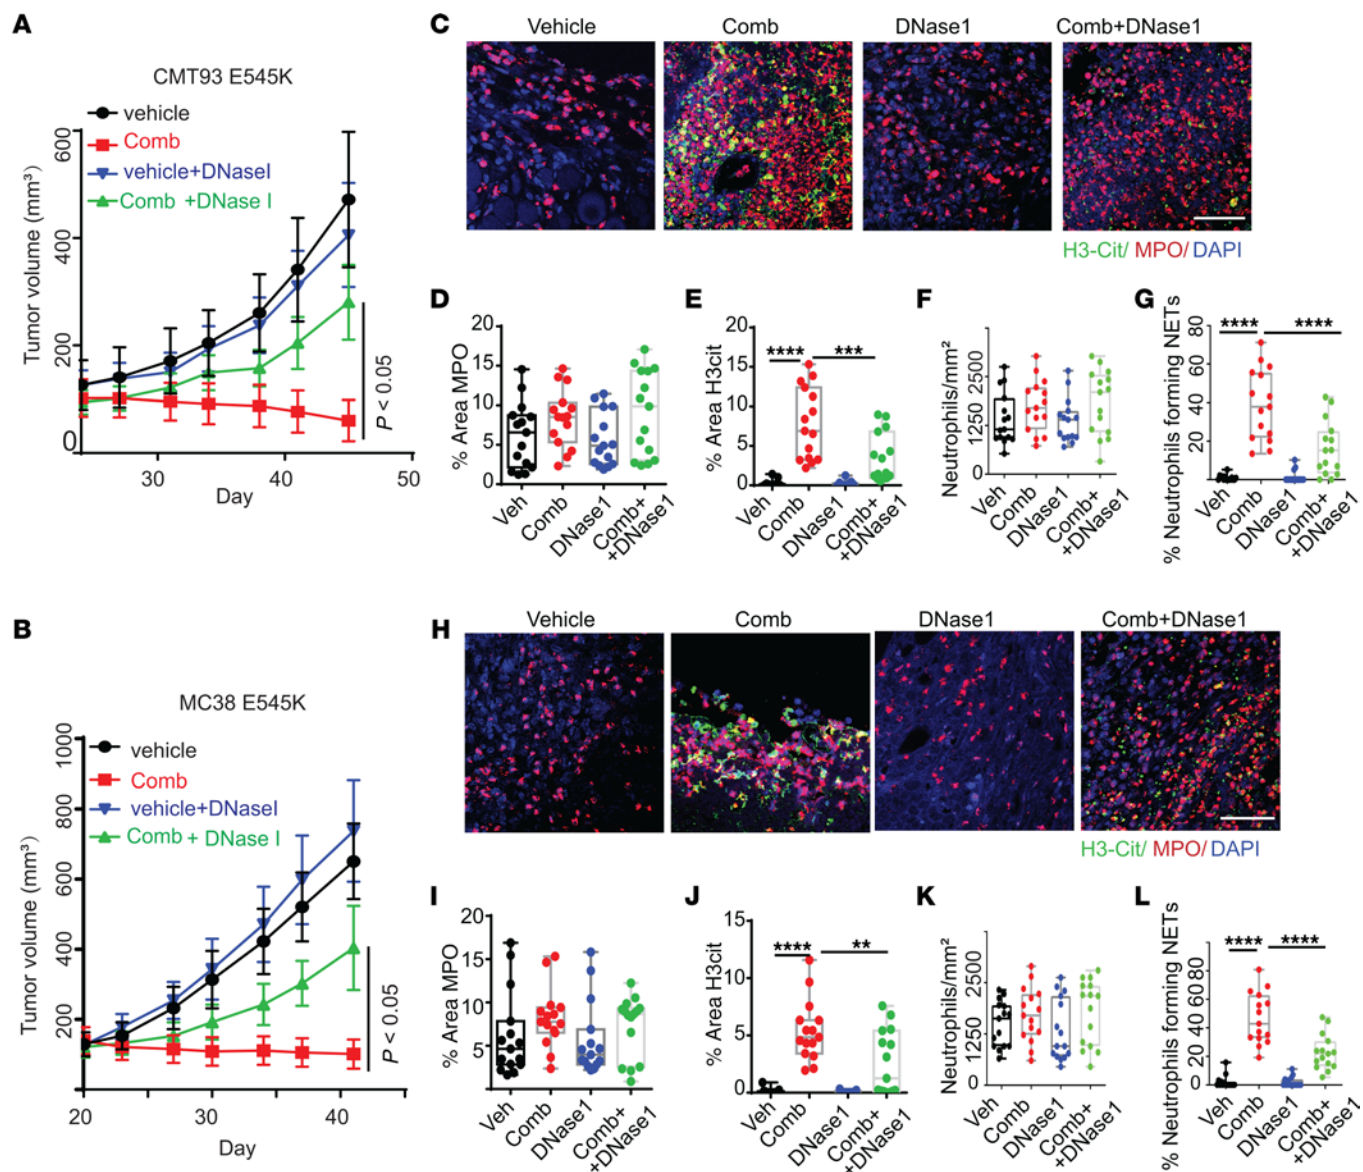 A
CMT93 E545K
vehicle
Comb
vehicle+DNaseI
Comb +DNase I
Tumor volume (mm³)
600
400
200
0
30
40
50
Day
P < 0.05
C
Vehicle
Comb
DNase1
Comb+DNase1
H3-Cit/ MPO/ DAPI
D
% Area MPO
20
15
10
5
0
Veh
Comb
DNase1
Comb+
+DNase1
E
% Area H3cit
20
15
10
5
0
****
***
Veh
Comb
DNase1
Comb+
+DNase1
F
Neutrophils/mm²
2500
1250
0
Veh
Comb
DNase1
Comb+
+DNase1
G
% Neutrophils forming NETs
80
60
40
20
****
****
Veh
Comb
DNase1
Comb+
+DNase1
B
MC38 E545K
vehicle
Comb
vehicle+DNaseI
Comb + DNase I
Tumor volume (mm³)
1000
800
600
400
200
20
30
40
Day
P < 0.05
H
Vehicle
Comb
DNase1
Comb+DNase1
H3-Cit/ MPO/ DAPI
I
% Area MPO
20
15
10
5
0
Veh
Comb
DNase1
Comb+
+DNase1
J
% Area H3cit
15
10
5
0
****
**
Veh
Comb
DNase1
Comb+
+DNase1
K
Neutrophils/mm²
2500
1250
0
Veh
Comb
DNase1
Comb+
+DNase1
L
% Neutrophils forming NETs
80
60
40
20
0
****
****
Veh
Comb
DNase1
Comb+
+DNase1